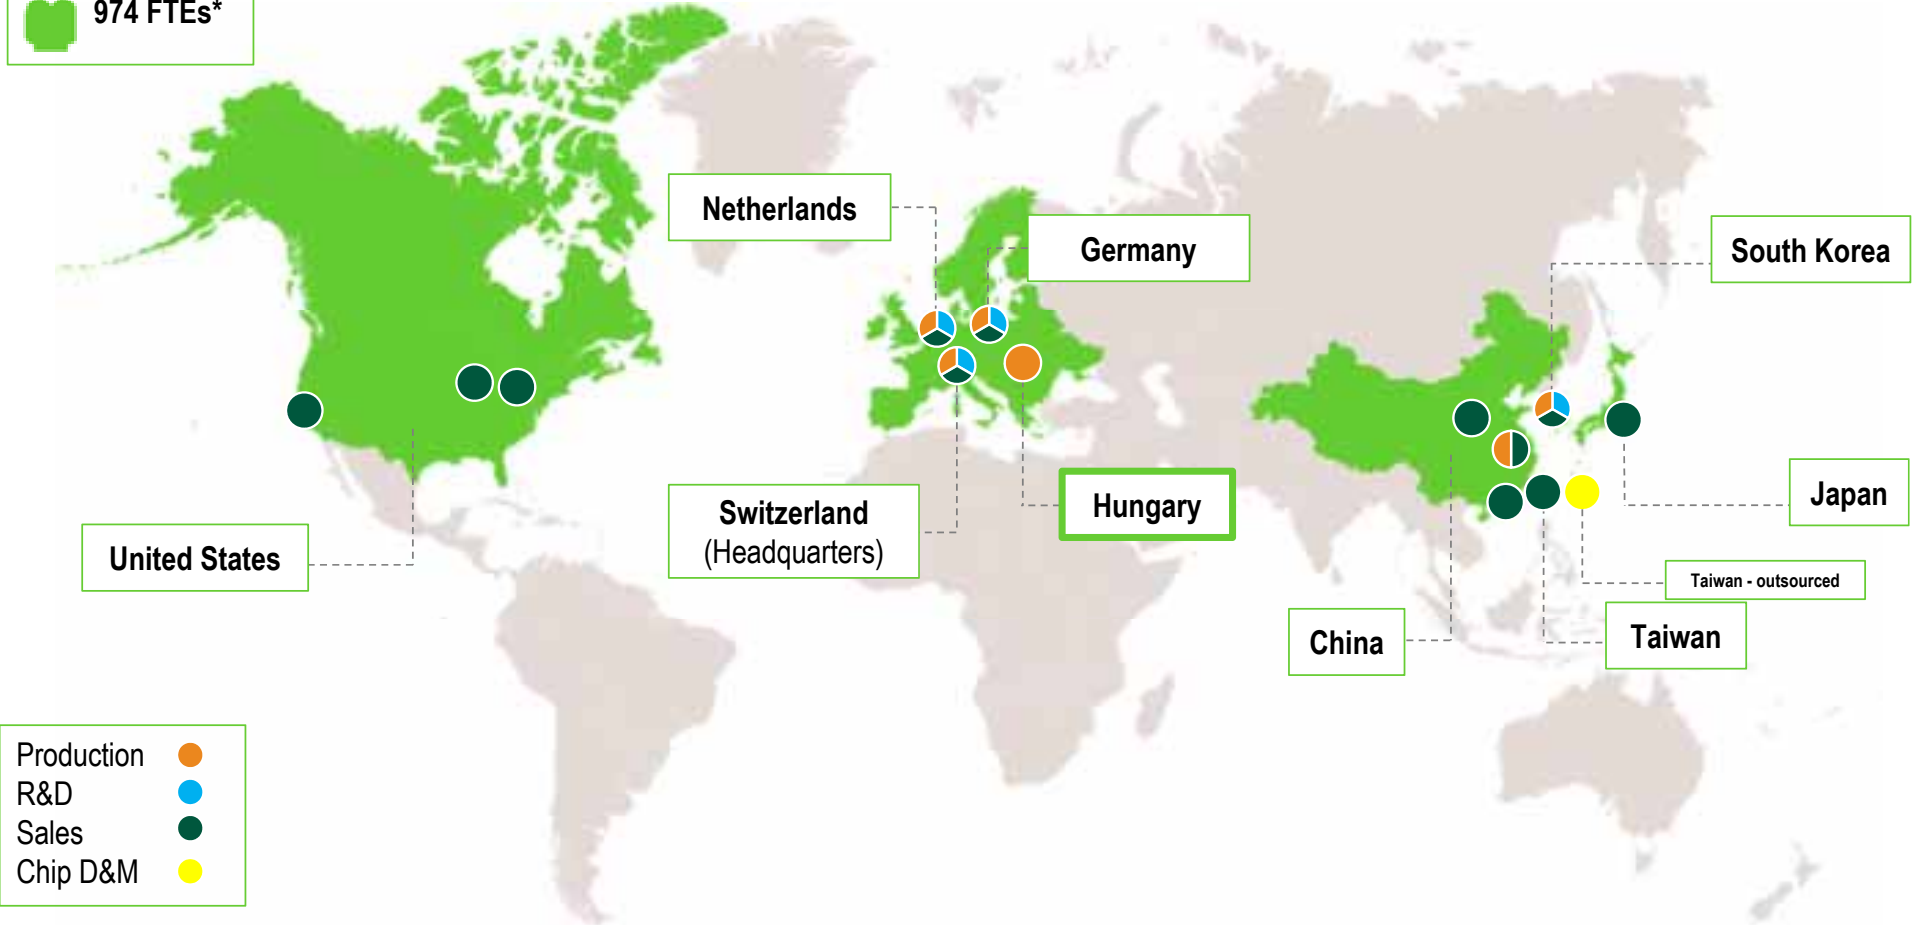 974 FTEs*
Netherlands
Germany
South Korea
Switzerland
(Headquarters)
Hungary
Japan
United States
Taiwan - outsourced
China
Taiwan
Production
R&D
Sales
Chip D&M